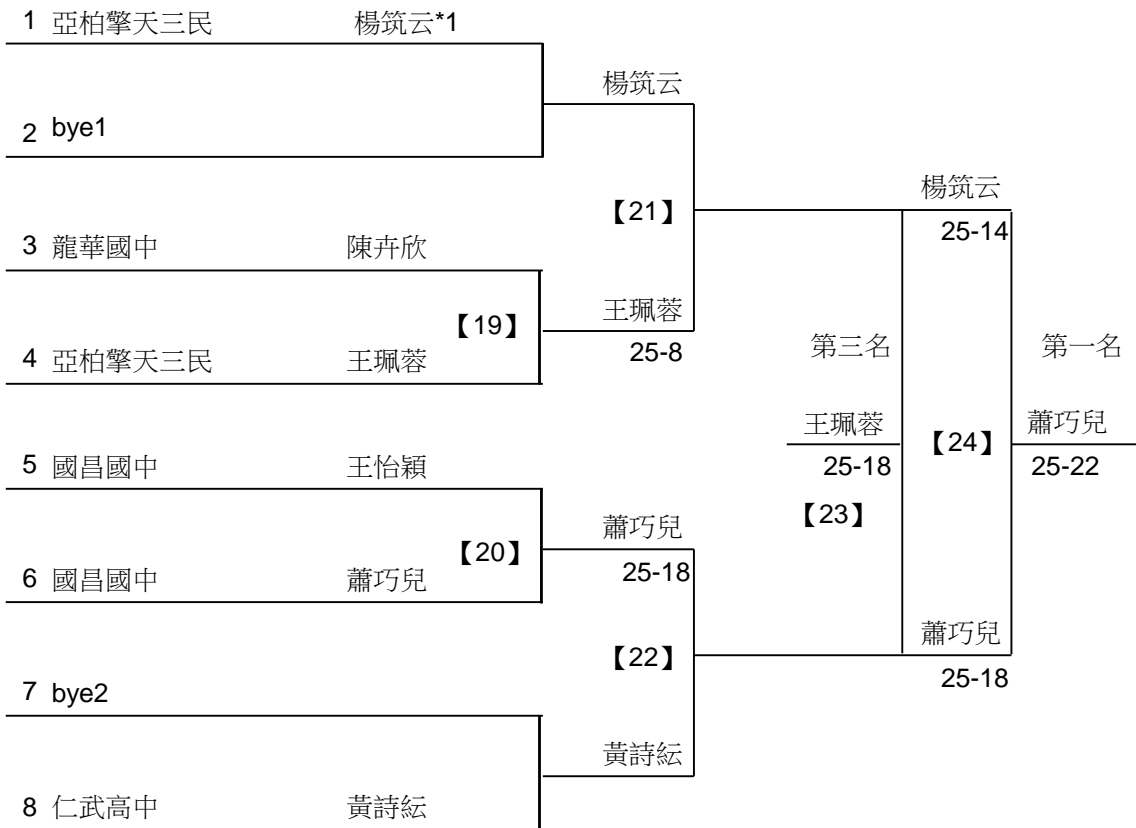 1 亞柏擎天三民 楊筑云*1
楊筑云
2 bye1
楊筑云
【21】
25-14
3 龍華國中 陳卉欣
【19】
王珮蓉
25-8
第三名
第一名
4 亞柏擎天三民 王珮蓉
王珮蓉
【24】
蕭巧兒
5 國昌國中 王怡穎
25-18
25-22
【23】
蕭巧兒
【20】
6 國昌國中 蕭巧兒
25-18
蕭巧兒
【22】
25-18
7 bye2
黃詩紜
8 仁武高中 黃詩紜